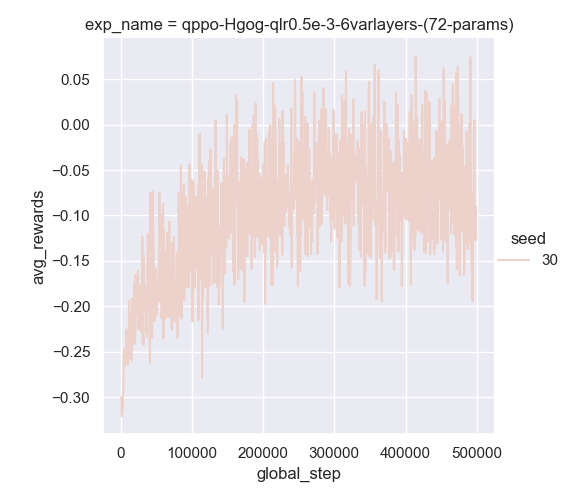 exp_name = qppo-Hgog-qlr0.5e-3-6varlayers-(72-params)
0.05
0.00
−0.05
−0.10
−0.15
−0.20
−0.25
−0.30
avg_rewards
0 100000 200000 300000 400000 500000
global_step
seed
30